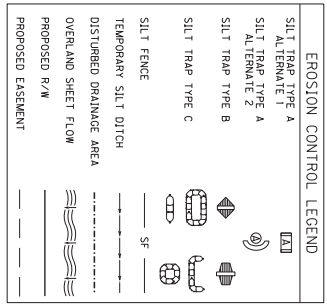 EROSION CONTROL LEGEND
SILT TRAP TYPE A
ALTERNATE 1
A
SILT TRAP TYPE A
ALTERNATE 2
A
SILT TRAP TYPE B
SILT TRAP TYPE C
SILT FENCE
SF
TEMPORARY SILT DITCH
DISTURBED DRAINAGE AREA
OVERLAND SHEET FLOW
PROPOSED R/W
PROPOSED EASEMENT